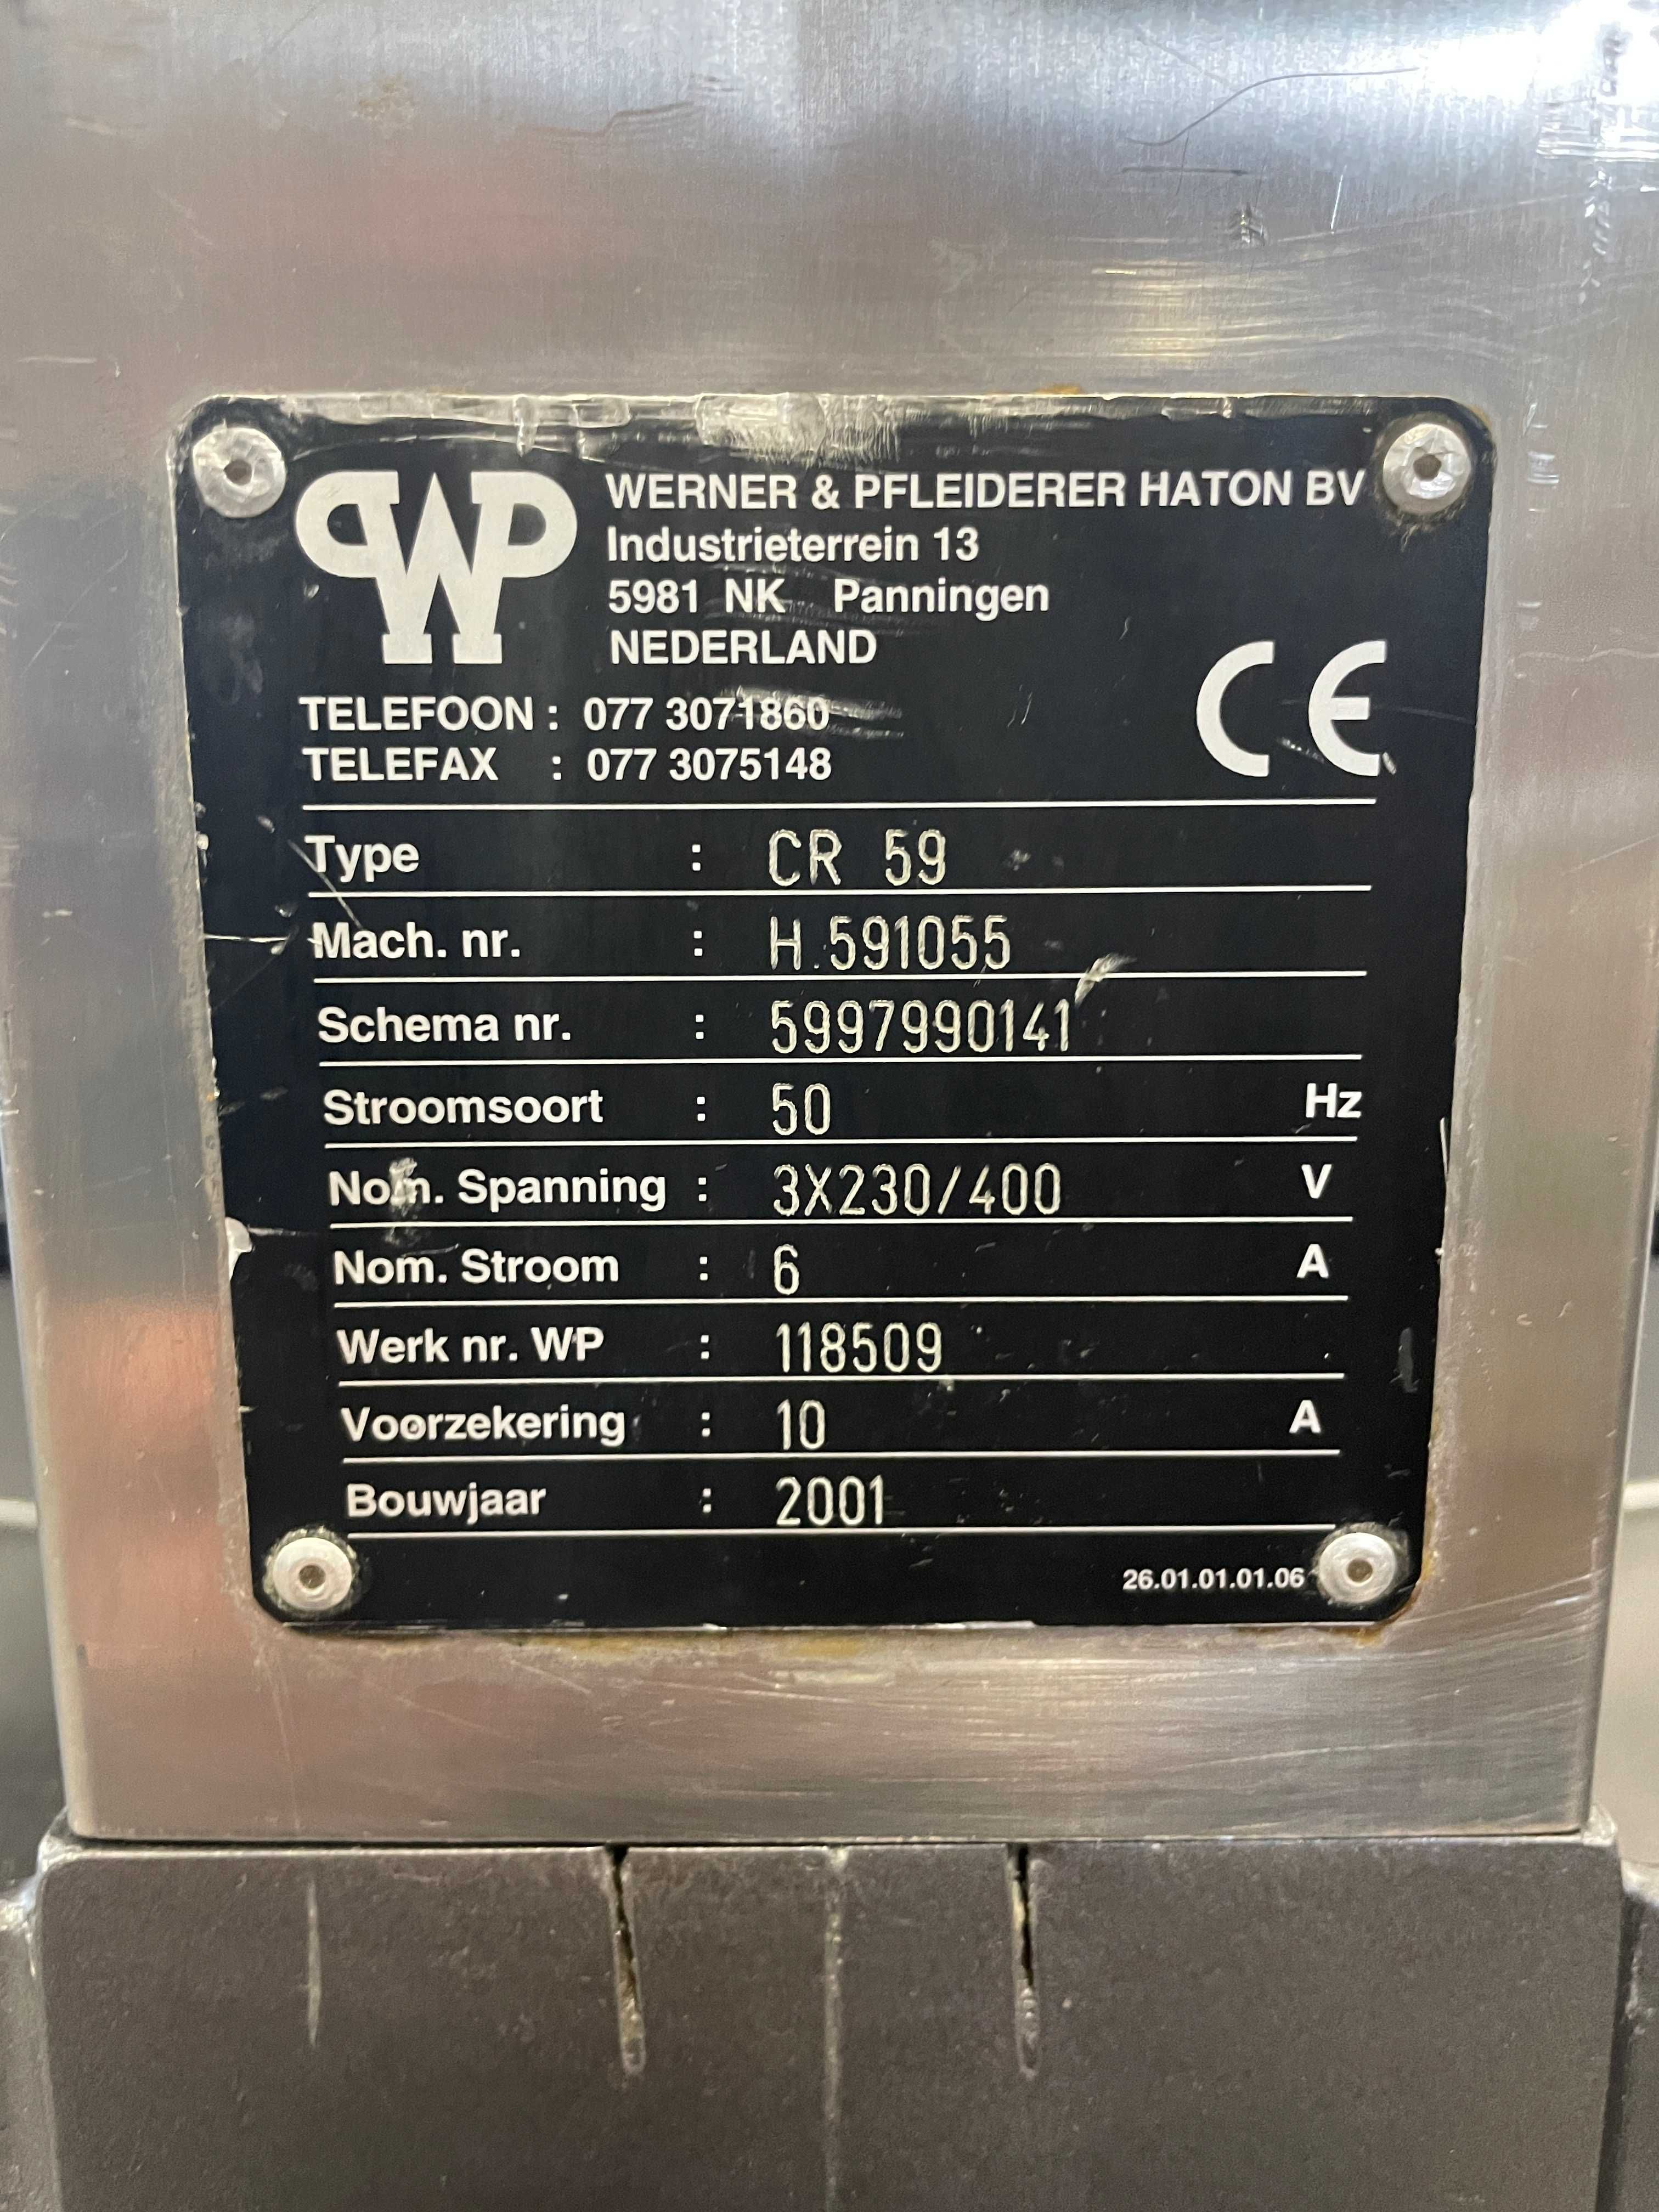 WP WERNER & PFLEIDERER HATON BV
Industrieterrein 13
5981 NK Panningen
NEDERLAND
TELEFOON : 077 3071860
TELEFAX : 077 3075148
CE
Type : CR 59
Mach. nr. : H.591055
Schema nr. : 5997990141
Stroomsoort : 50 Hz
Nom. Spanning : 3X230/400 V
Nom. Stroom : 6 A
Werk nr. WP : 118509
Voorzekering : 10 A
Bouwjaar : 2001
26.01.01.01.06